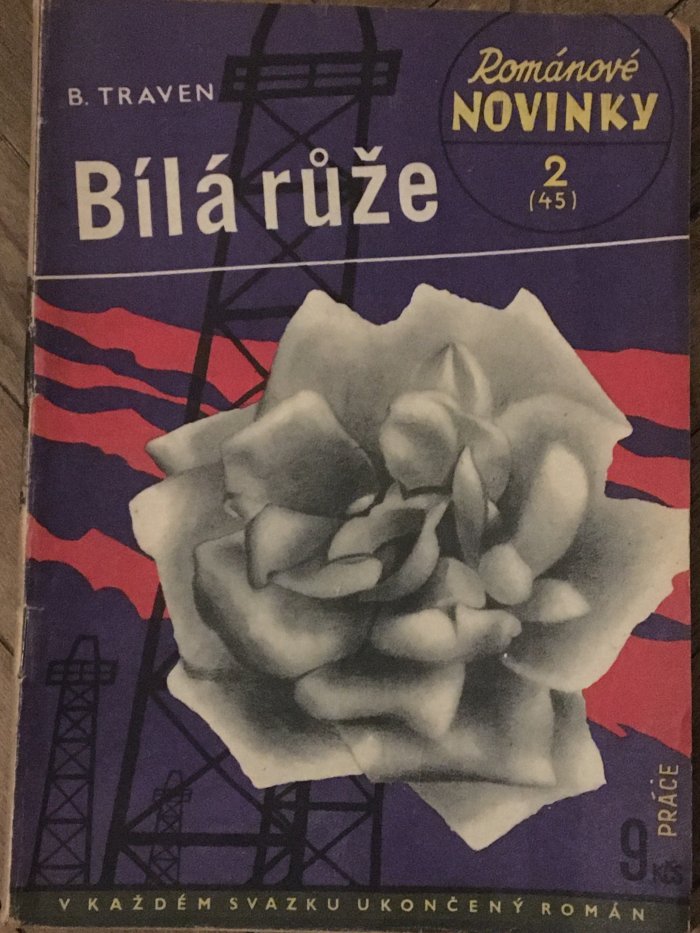 B. TRAVEN
Románové
NOVINKY
2
(45)
Bílá růže
PRÁCE
9 Kčs
V KAŽDÉM SVAZKU UKONČENÝ ROMÁN